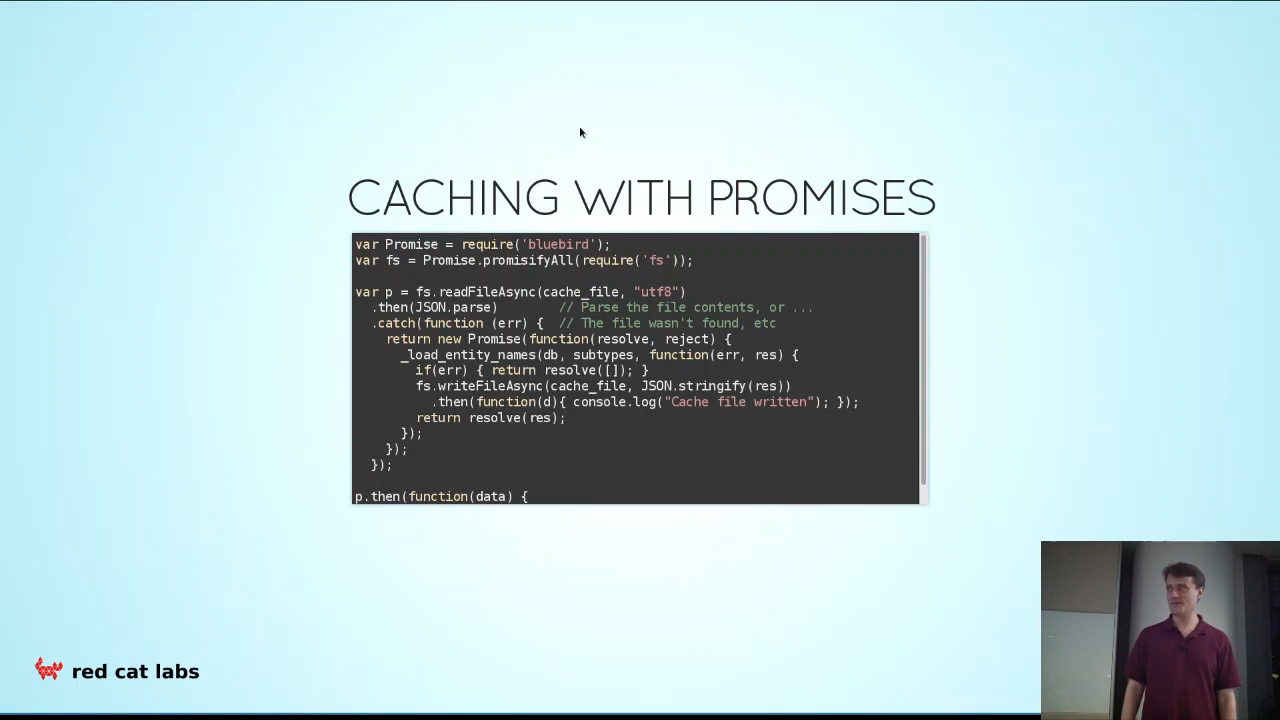 CACHING WITH PROMISES
var Promise = require('bluebird');
var fs = Promise.promisifyAll(require('fs'));
var p = fs.readFileAsync(cache_file, "utf8")
  .then(JSON.parse)        // Parse the file contents, or ...
  .catch(function (err) {  // The file wasn't found, etc
    return new Promise(function(resolve, reject) {
      _load_entity_names(db, subtypes, function(err, res) {
        if(err) { return resolve([]); }
        fs.writeFileAsync(cache_file, JSON.stringify(res))
          .then(function(d){ console.log("Cache file written"); });
        return resolve(res);
      });
    });
  });
p.then(function(data) {
red cat labs